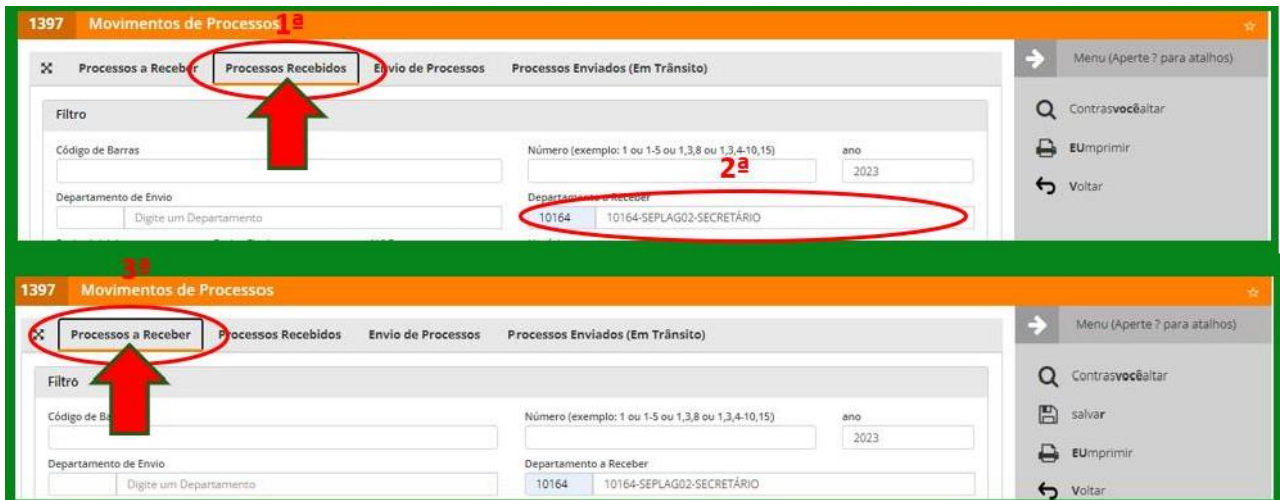 1397 Movimentos de Processos 1ª
Processos a Receber Processos Recebidos Envio de Processos Processos Enviados (Em Trânsito)
Menu (Aperte ? para atalhos)
Filtro
Contrasvocêaltar
Código de Barras Número (exemplo: 1 ou 1-5 ou 1,3,8 ou 1,3,4-10,15) ano
EUmprimir
2ª
2023
Voltar
Departamento de Envio Departamento a Receber
Digite um Departamento 10164 10164-SEPLAG02-SECRETÁRIO
3ª
1397 Movimentos de Processos
Processos a Receber Processos Recebidos Envio de Processos Processos Enviados (Em Trânsito)
Menu (Aperte ? para atalhos)
Filtro
Contrasvocêaltar
Código de Número (exemplo: 1 ou 1-5 ou 1,3,8 ou 1,3,4-10,15) ano
salvar
2023
EUmprimir
Departamento de Envio Departamento a Receber
Digite um Departamento 10164 10164-SEPLAG02-SECRETÁRIO
Voltar